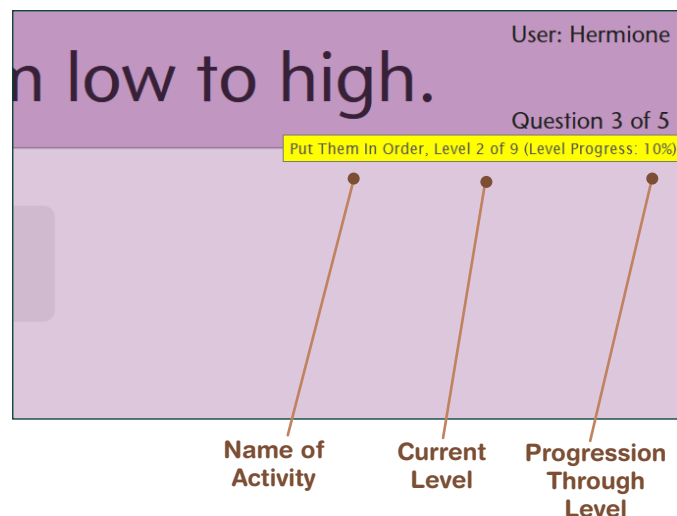 User: Hermione
n low to high.
Question 3 of 5
Put Them In Order, Level 2 of 9 (Level Progress: 10%)
Name of
Activity
Current
Level
Progression
Through
Level